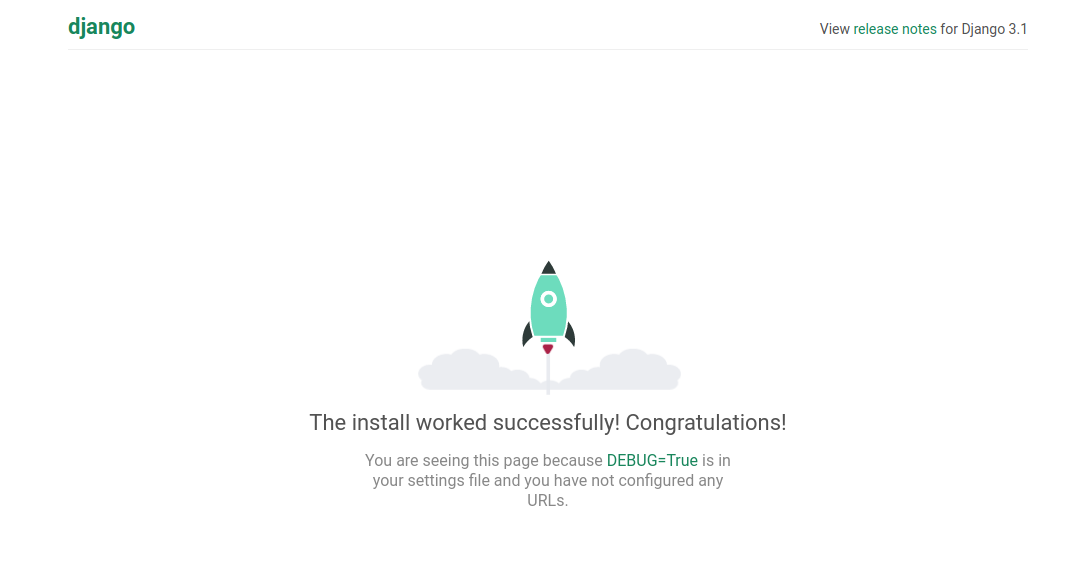 django
View release notes for Django 3.1
The install worked successfully! Congratulations!
You are seeing this page because DEBUG=True is in
your settings file and you have not configured any
URLs.